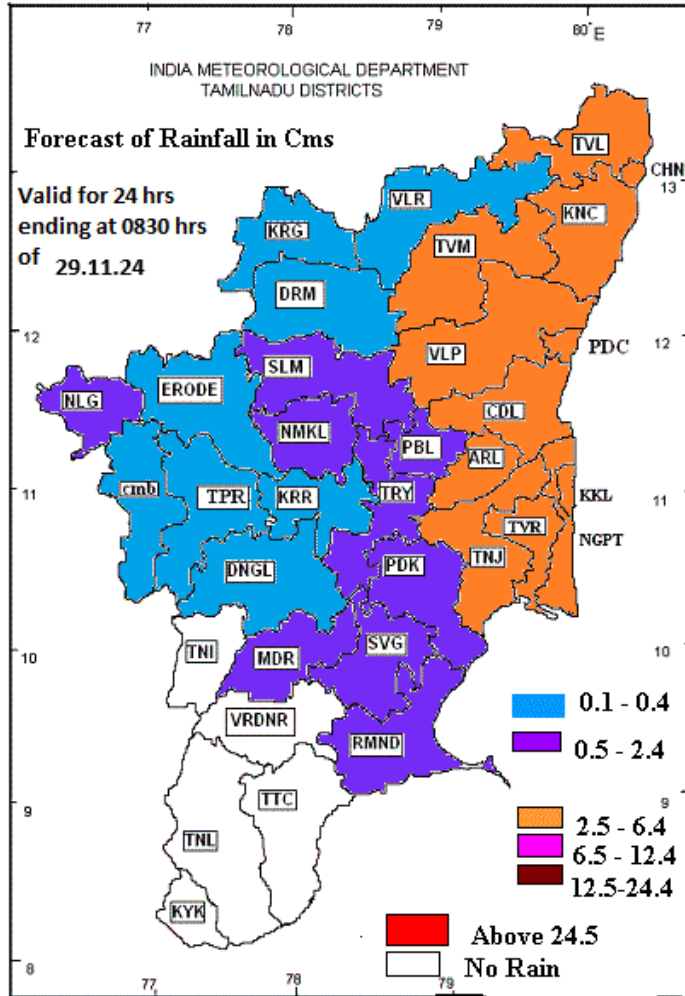 77 78 79 80° E
INDIA METEOROLOGICAL DEPARTMENT
TAMILNADU DISTRICTS
Forecast of Rainfall in Cms
TVL
CHN
13
Valid for 24 hrs
ending at 0830 hrs
of 29.11.24
VLR
KNC
KRG
TVM
DRM
12
12
PDC
SLM
VLP
NLG
ERODE
CDL
NMKL
PBL
ARL
cmb
11
TPR
KRR
TRY
KKL
11
TVR
NGPT
DNGL
PDK
TNJ
10
TNI
MDR
SVG
10
0.1 - 0.4
VRDNR
RMND
0.5 - 2.4
9
TTC
9
2.5 - 6.4
TNL
6.5 - 12.4
12.5-24.4
KYK
Above 24.5
No Rain
8
77 78 79